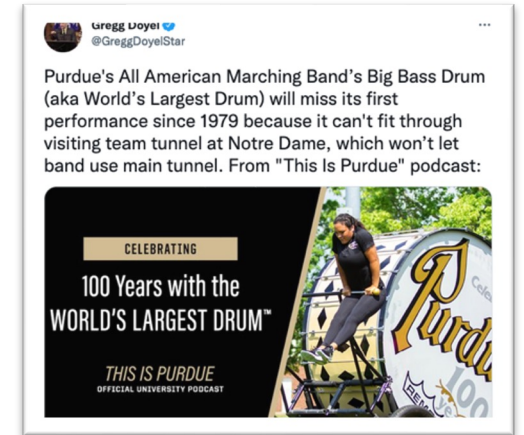 Gregg Doyel
@GreggDoyelStar
Purdue's All American Marching Band's Big Bass Drum
(aka World's Largest Drum) will miss its first
performance since 1979 because it can't fit through
visiting team tunnel at Notre Dame, which won't let
band use main tunnel. From "This Is Purdue" podcast:
CELEBRATING
100 Years with the
WORLD'S LARGEST DRUM™
THIS IS PURDUE
OFFICIAL UNIVERSITY PODCAST
Purdu
100
REMO